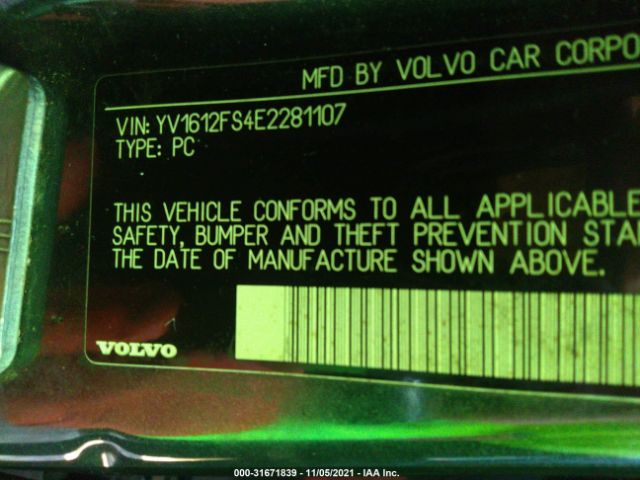 MFD BY VOLVO CAR CORPO
VIN: YV1612FS4E2281107
TYPE: PC
THIS VEHICLE CONFORMS TO ALL APPLICABLE
SAFETY, BUMPER AND THEFT PREVENTION STA
THE DATE OF MANUFACTURE SHOWN ABOVE.
VOLVO
000-31671839 - 11/05/2021 - IAA Inc.